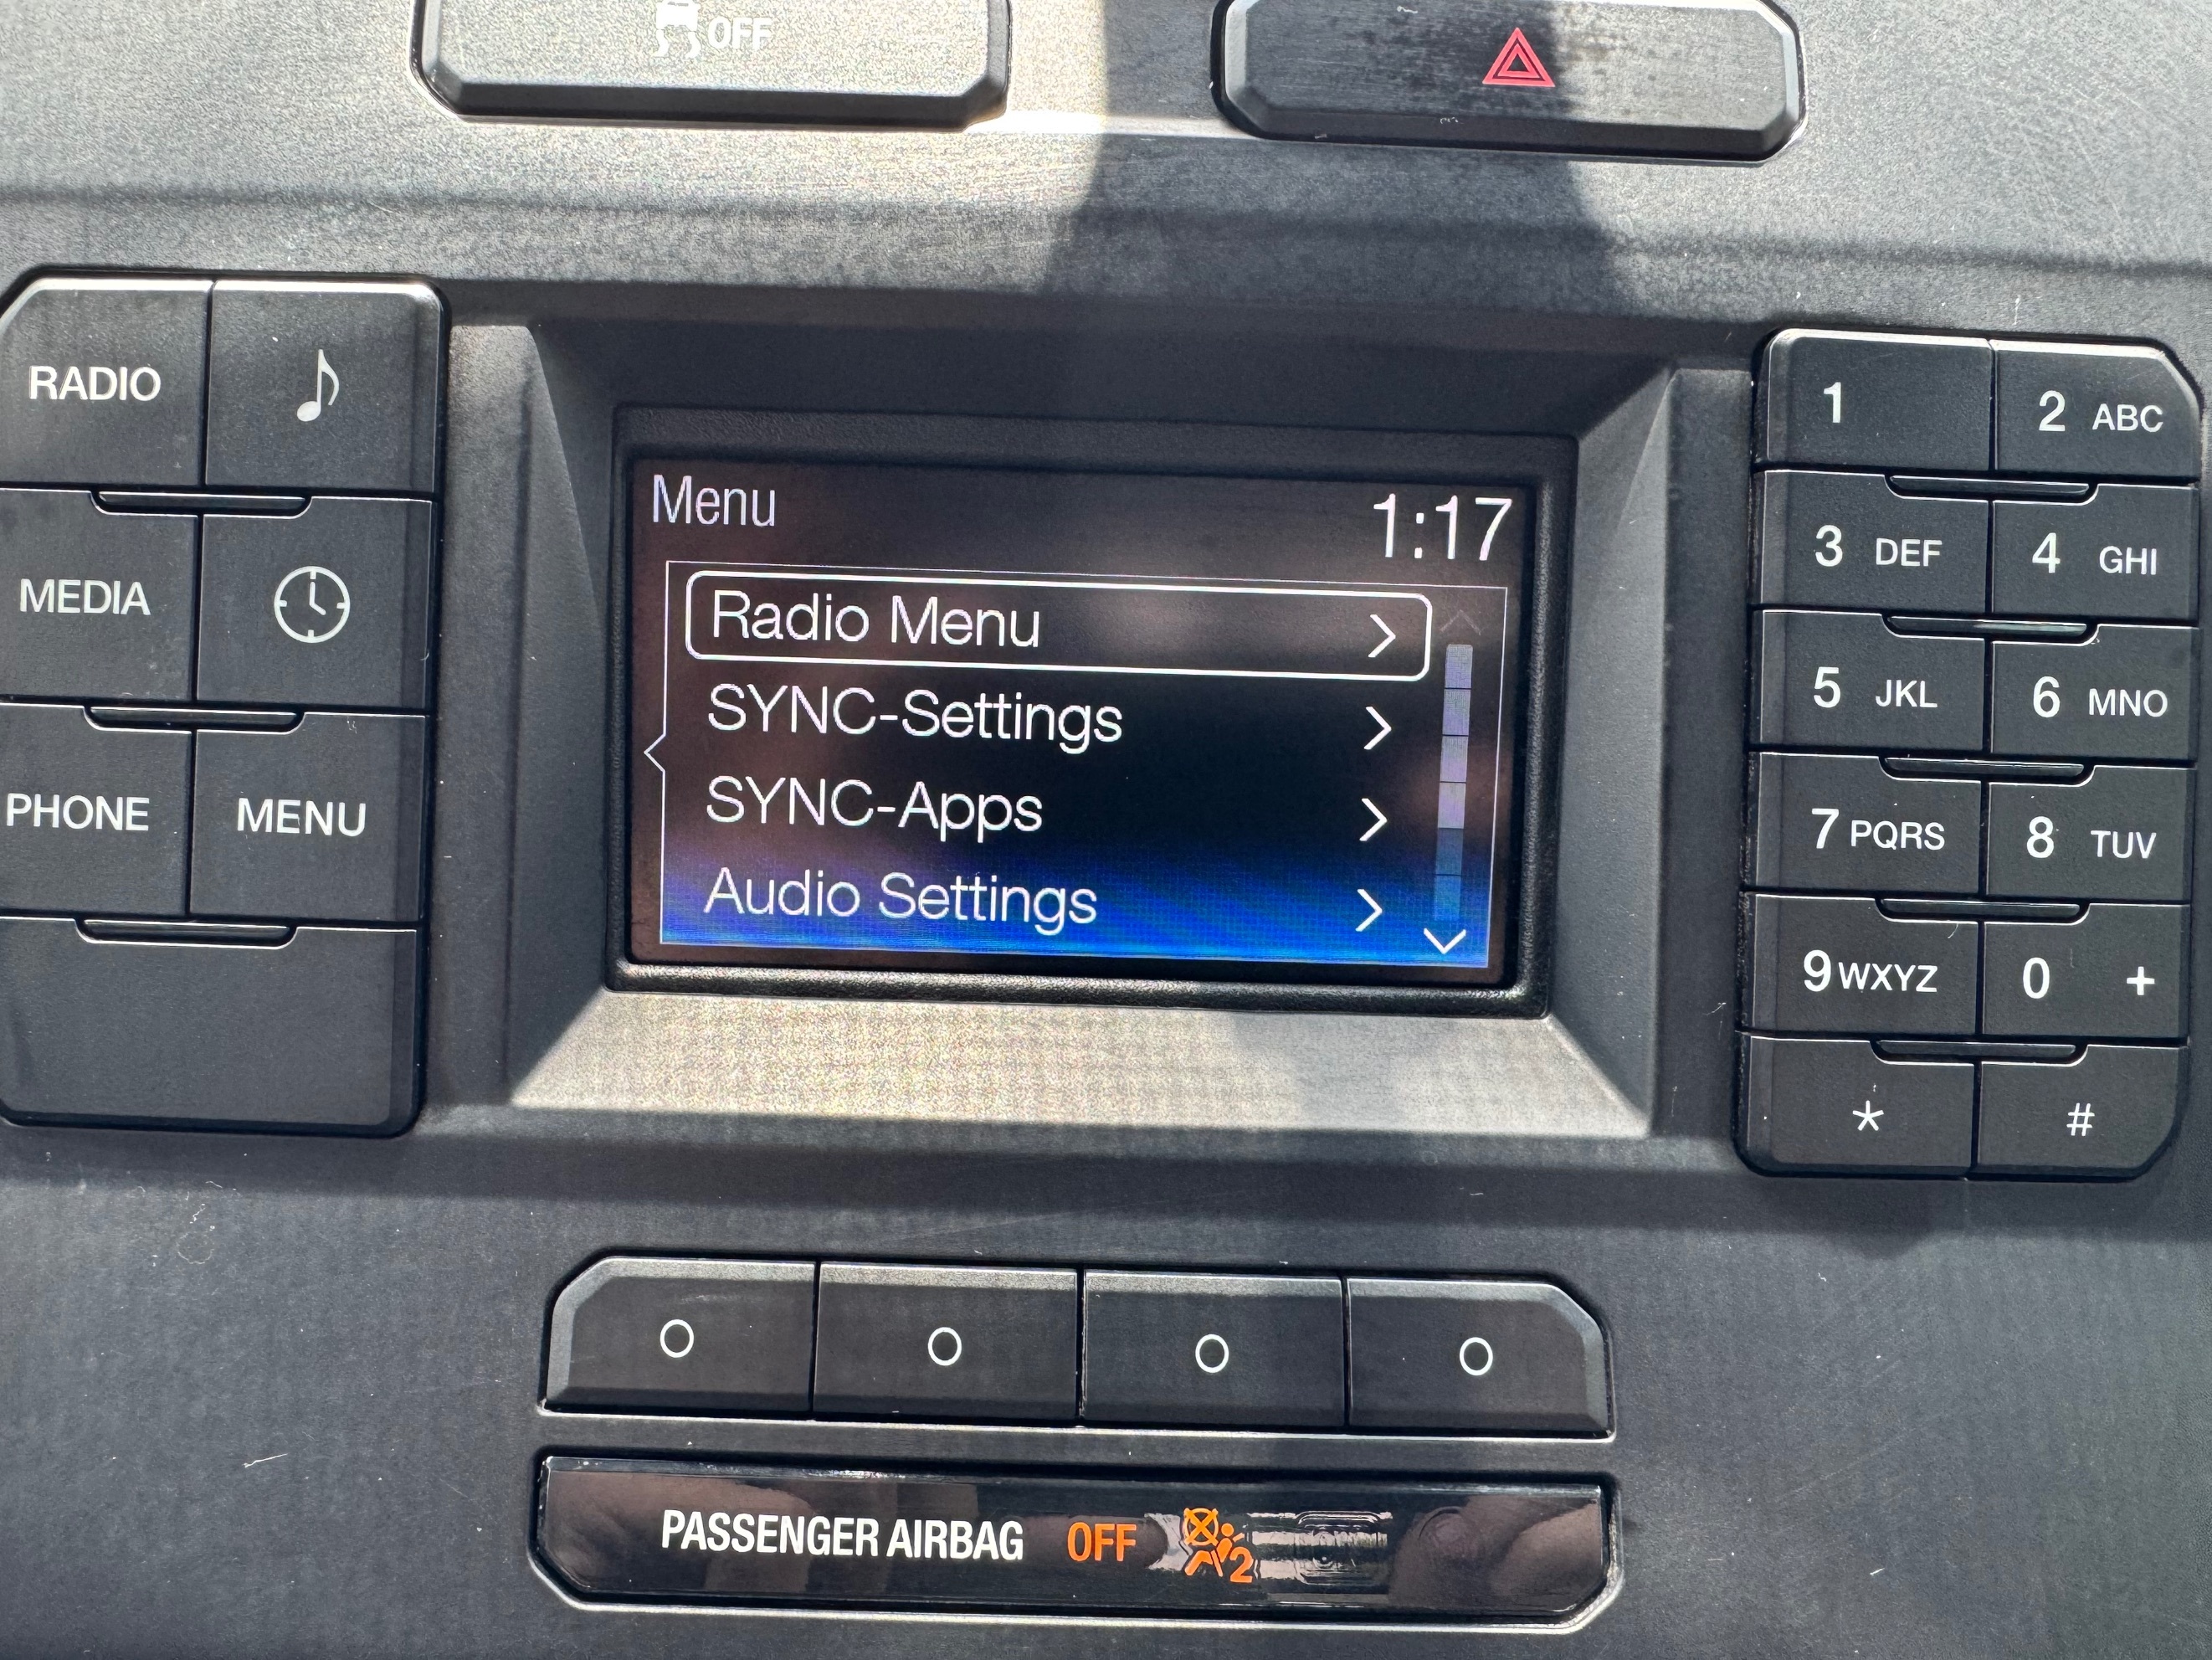 OFF
RADIO
MEDIA
PHONE
MENU
Menu
1:17
Radio Menu
SYNC-Settings
SYNC-Apps
Audio Settings
1
2 ABC
3 DEF
4 GHI
5 JKL
6 MNO
7 PQRS
8 TUV
9 WXYZ
0 +
*
#
PASSENGER AIRBAG OFF 2